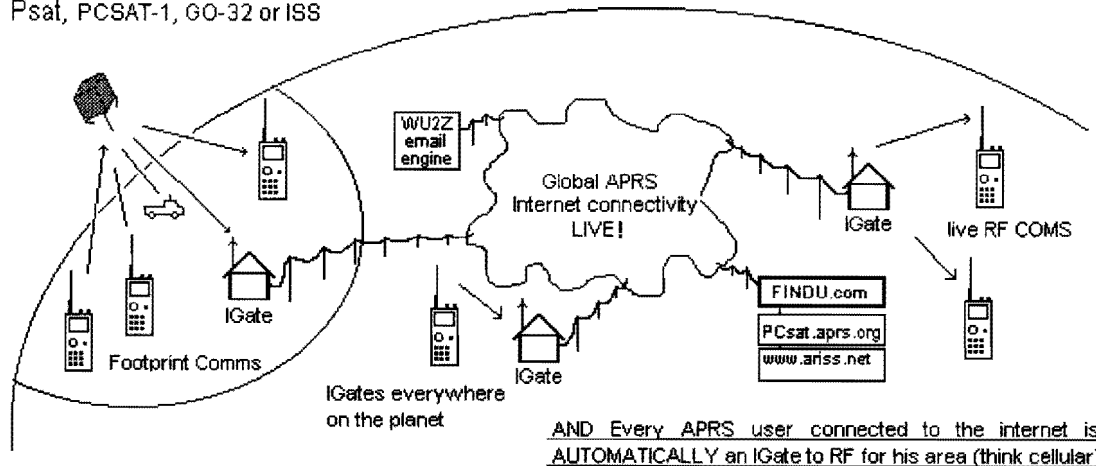 Psat, PCSAT-1, GO-32 or ISS
WU2Z
email
engine
Global APRS
Internet connectivity
LIVE!
IGate
live RF COMS
IGate
Footprint Comms
IGates everywhere
on the planet
IGate
FINDU.com
PCsat.aprs.org
www.ariss.net
AND Every APRS user connected to the internet is
AUTOMATICALLY an IGate to RF for his area (think cellular)